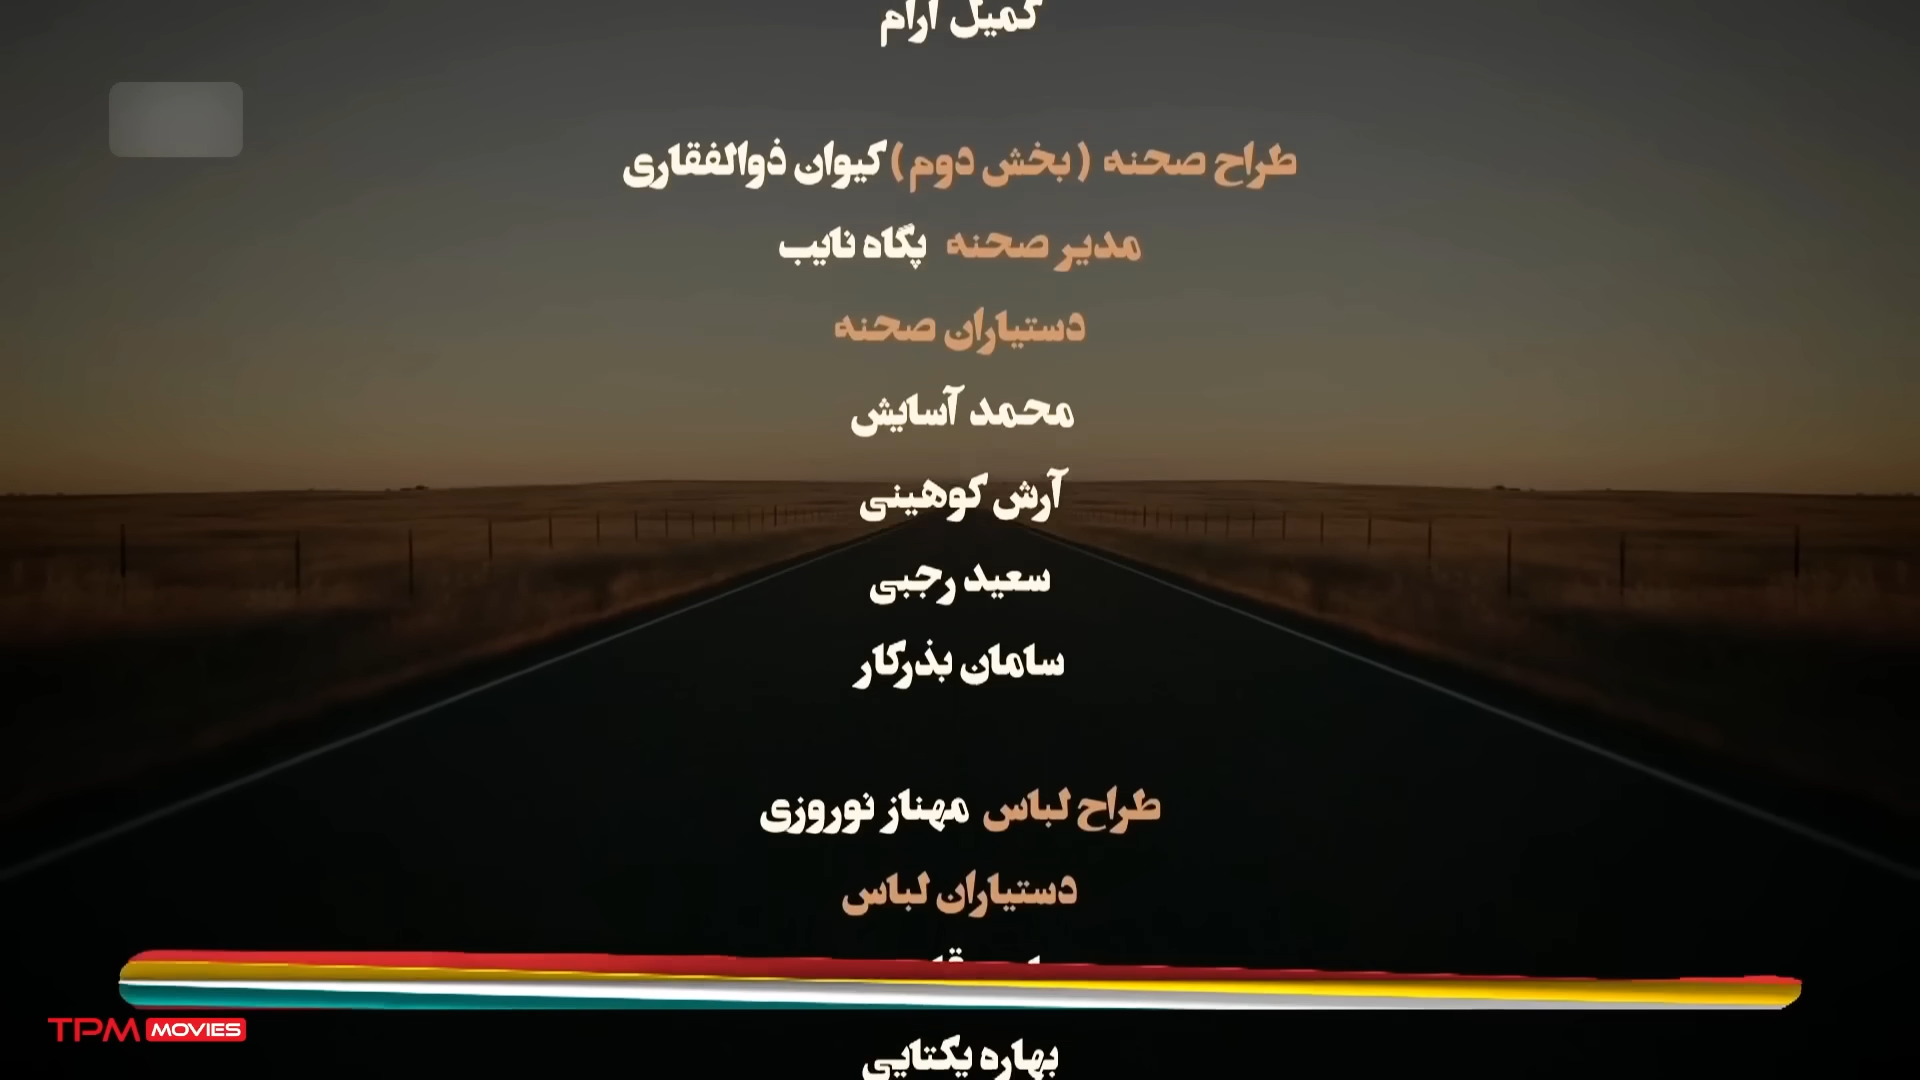 کمیل آرام
طراح صحنه (بخش دوم) کیوان ذوالفقاری
مدیر صحنه پگاه نایب
دستیاران صحنه
محمد آسایش
آرش کوهینی
سعید رجبی
سامان بذرکار
طراح لباس مهناز نوروزی
دستیاران لباس
بهاره یکتایی
TPM MOVIES